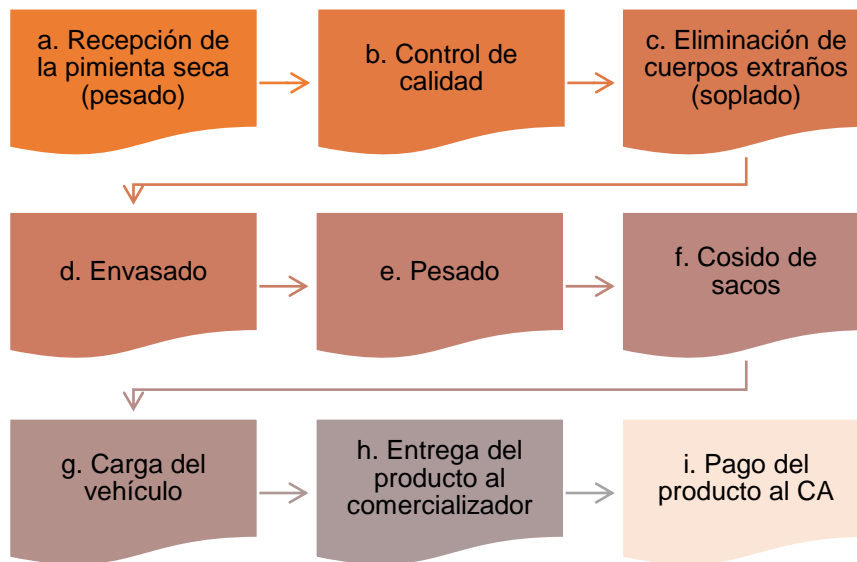 a. Recepción de
la pimienta seca
(pesado)
b. Control de
calidad
c. Eliminación de
cuerpos extraños
(soplado)
d. Envasado
e. Pesado
f. Cosido de
sacos
g. Carga del
vehículo
h. Entrega del
producto al
comercializador
i. Pago del
producto al CA